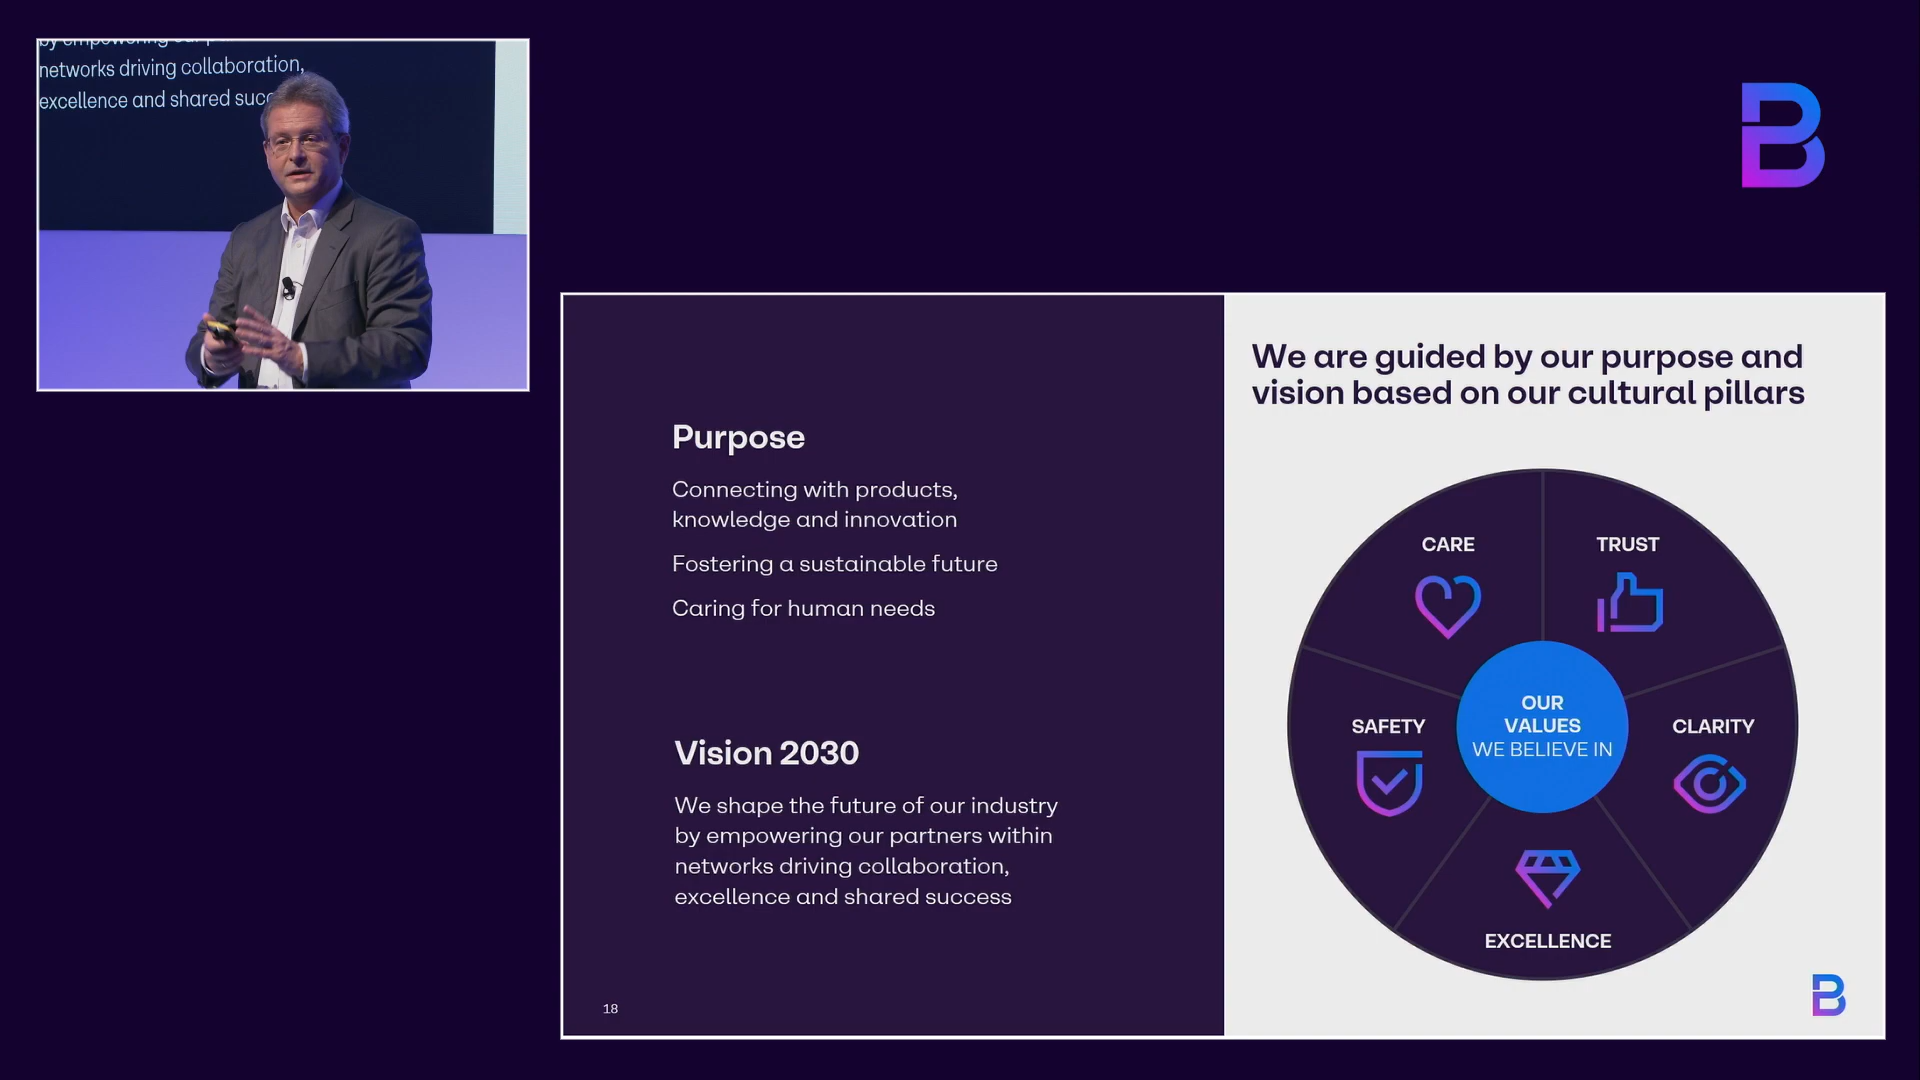 networks driving collaboration,
excellence and shared
We are guided by our purpose and
vision based on our cultural pillars
Purpose
Connecting with products,
knowledge and innovation
Fostering a sustainable future
Caring for human needs
Vision 2030
We shape the future of our industry
by empowering our partners within
networks driving collaboration,
excellence and shared success
CARE
TRUST
SAFETY
OUR
VALUES
WE BELIEVE IN
CLARITY
EXCELLENCE
18
B
B